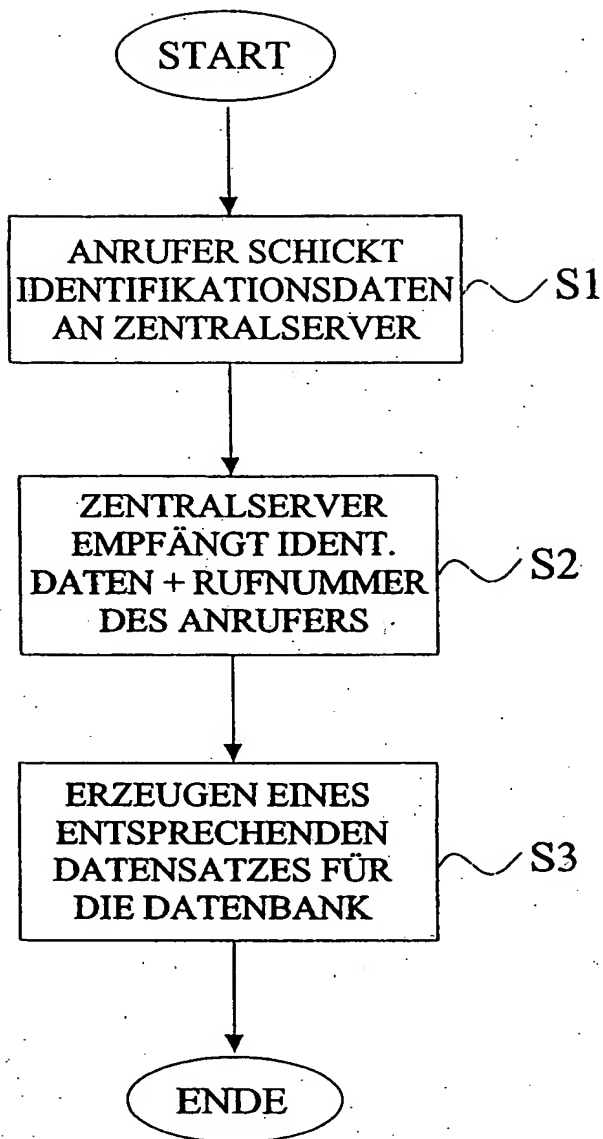 START
ANRUFER SCHICKT
IDENTIFIKATIONSDATEN
AN ZENTRALSERVER
S1
ZENTRALSERVER
EMPFÄNGT IDENT.
DATEN + RUFNUMMER
DES ANRUFERS
S2
ERZEUGEN EINES
ENTSPRECHENDEN
DATENSATZES FÜR
DIE DATENBANK
S3
ENDE